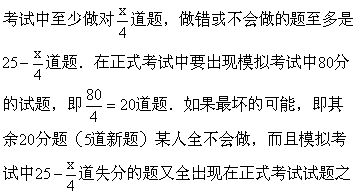 考试中至少做对x/4道题，做错或不会做的题至多是
25－x/4道题．在正式考试中要出现模拟考试中80分
的试题，即80/4＝20道题．如果最坏的可能，即其
余20分题（5道新题）某人全不会做，而且模拟考
试中25－x/4道失分的题又全出现在正式考试试题之